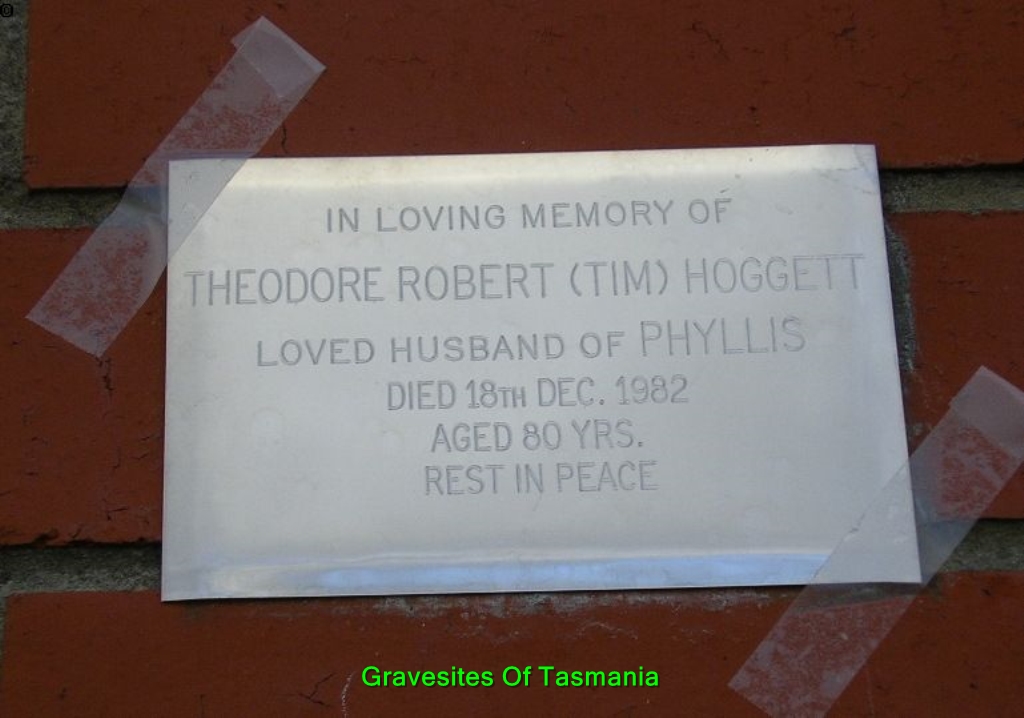 IN LOVING MEMORY OF
THEODORE ROBERT (TIM) HOGGETT
LOVED HUSBAND OF PHYLLIS
DIED 18TH DEC. 1982
AGED 80 YRS.
REST IN PEACE
Gravesites Of Tasmania